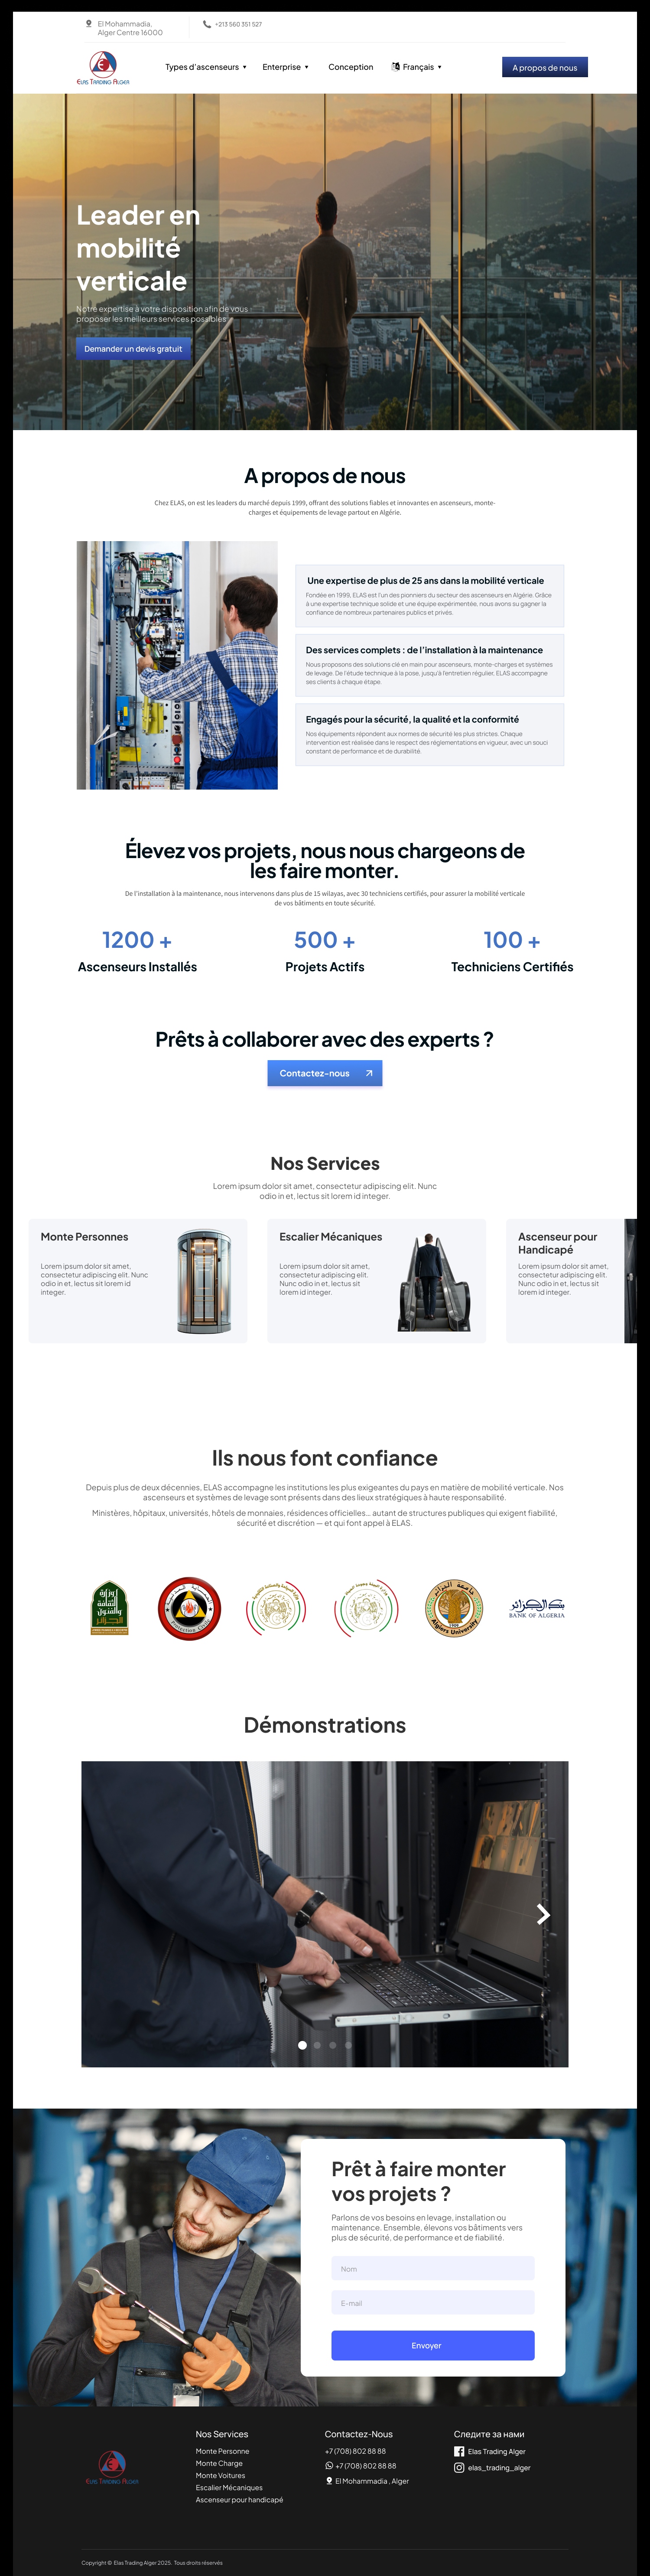 El Mohammadia,
Alger Centre 16000
+213 560 351 527
ELAS TRADING ALGER
Types d'ascenseurs
Enterprise
Conception
Français
A propos de nous
Leader en
mobilité
verticale
Notre expertise à votre disposition afin de vous
proposer les meilleurs services possibles
Demander un devis gratuit
A propos de nous
Chez ELAS, on est les leaders du marché depuis 1999, offrant des solutions fiables et innovantes en ascenseurs, monte-
charges et équipements de levage partout en Algérie.
Une expertise de plus de 25 ans dans la mobilité verticale
Fondée en 1999, ELAS est l'un des pionniers du secteur des ascenseurs en Algérie. Grâce
à une expertise technique solide et une équipe expérimentée, nous avons su gagner la
confiance de nombreux partenaires publics et privés.
Des services complets : de l'installation à la maintenance
Nous proposons des solutions clé en main pour ascenseurs, monte-charges et systèmes
de levage. De l'étude technique à la pose, jusqu'à l'entretien régulier, ELAS accompagne
ses clients à chaque étape.
Engagés pour la sécurité, la qualité et la conformité
Nos équipements répondent aux normes de sécurité les plus strictes. Chaque
intervention est réalisée dans le respect des réglementations en vigueur, avec un souci
constant de performance et de durabilité.
Élevez vos projets, nous nous chargeons de
les faire monter.
De l'installation à la maintenance, nous intervenons dans plus de 15 wilayas, avec 30 techniciens certifiés, pour assurer la mobilité verticale
de vos bâtiments en toute sécurité.
1200 +
Ascenseurs Installés
500 +
Projets Actifs
100 +
Techniciens Certifiés
Prêts à collaborer avec des experts ?
Contactez-nous
Nos Services
Lorem ipsum dolor sit amet, consectetur adipiscing elit. Nunc
odio in et, lectus sit lorem id integer.
Monte Personnes
Lorem ipsum dolor sit amet,
consectetur adipiscing elit. Nunc
odio in et, lectus sit lorem id
integer.
Escalier Mécaniques
Lorem ipsum dolor sit amet,
consectetur adipiscing elit.
Nunc odio in et, lectus sit
lorem id integer.
Ascenseur pour
Handicapé
Lorem ipsum dolor sit amet,
consectetur adipiscing elit.
Nunc odio in et, lectus sit
lorem id integer.
Ils nous font confiance
Depuis plus de deux décennies, ELAS accompagne les institutions les plus exigeantes du pays en matière de mobilité verticale. Nos
ascenseurs et systèmes de levage sont présents dans des lieux stratégiques à haute responsabilité.
Ministères, hôpitaux, universités, hôtels de monnaies, résidences officielles… autant de structures publiques qui exigent fiabilité,
sécurité et discrétion — et qui font appel à ELAS.
وزارة
الثقافة
والفنون
الجزائر
Protection Civile
جامعة الجزائر
1909
Algiers University
بنك الجزائر
BANK OF ALGERIA
Démonstrations
Prêt à faire monter
vos projets ?
Parlons de vos besoins en levage, installation ou
maintenance. Ensemble, élevons vos bâtiments vers
plus de sécurité, de performance et de fiabilité.
Nom
E-mail
Envoyer
ELAS TRADING ALGER
Nos Services
Monte Personne
Monte Charge
Monte Voitures
Escalier Mécaniques
Ascenseur pour handicapé
Contactez-Nous
+7 (708) 802 88 88
+7 (708) 802 88 88
El Mohammadia , Alger
Следите за нами
Elas Trading Alger
elas_trading_alger
Copyright © Elas Trading Alger 2025. Tous droits réservés